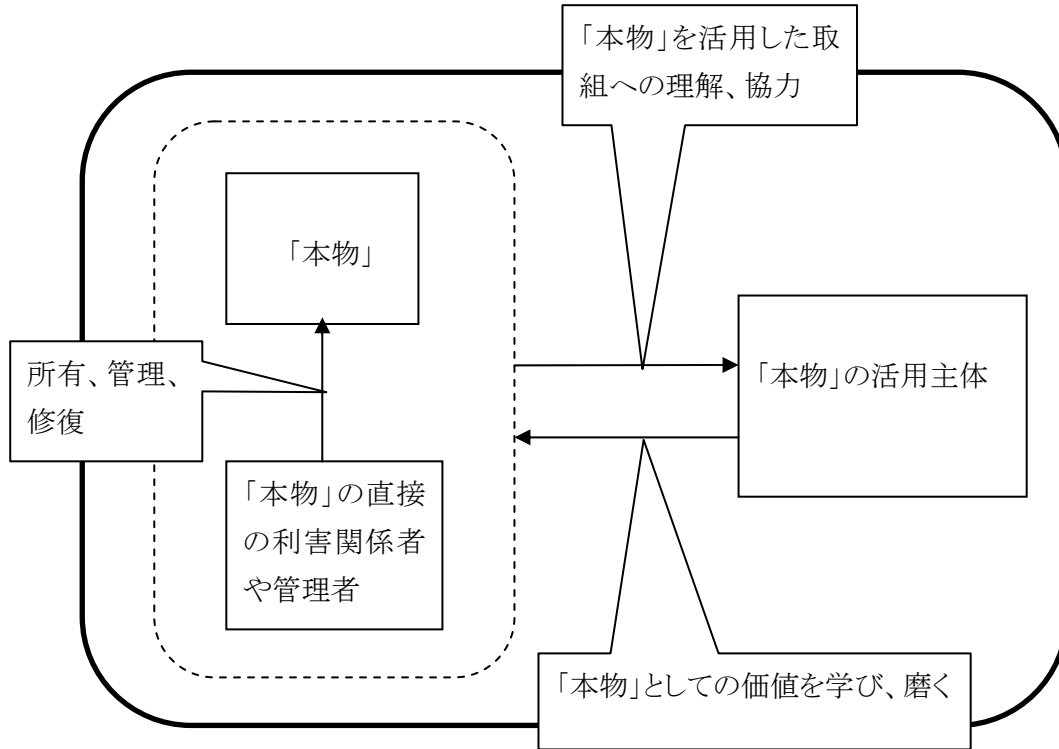 「本物」を活用した取
組への理解、協力
「本物」
所有、管理、
修復
「本物」の活用主体
「本物」の直接
の利害関係者
や管理者
「本物」としての価値を学び、磨く